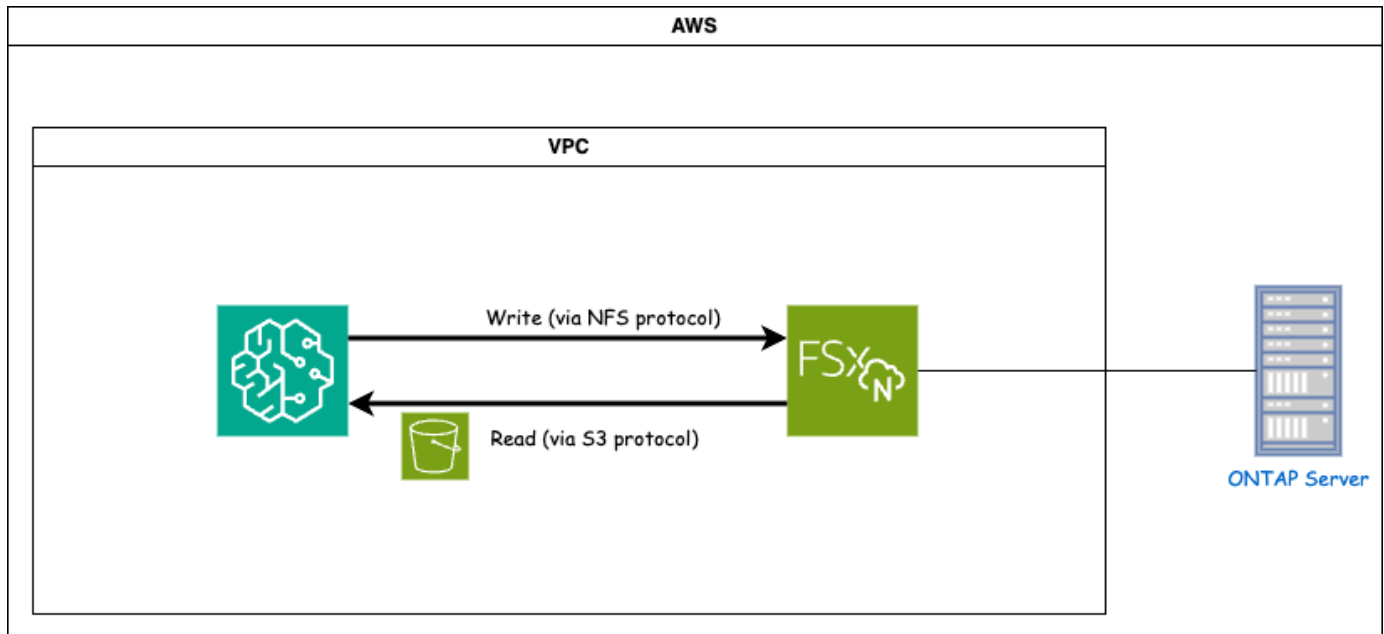 AWS
VPC
Write (via NFS protocol)
FSx
N
Read (via S3 protocol)
ONTAP Server